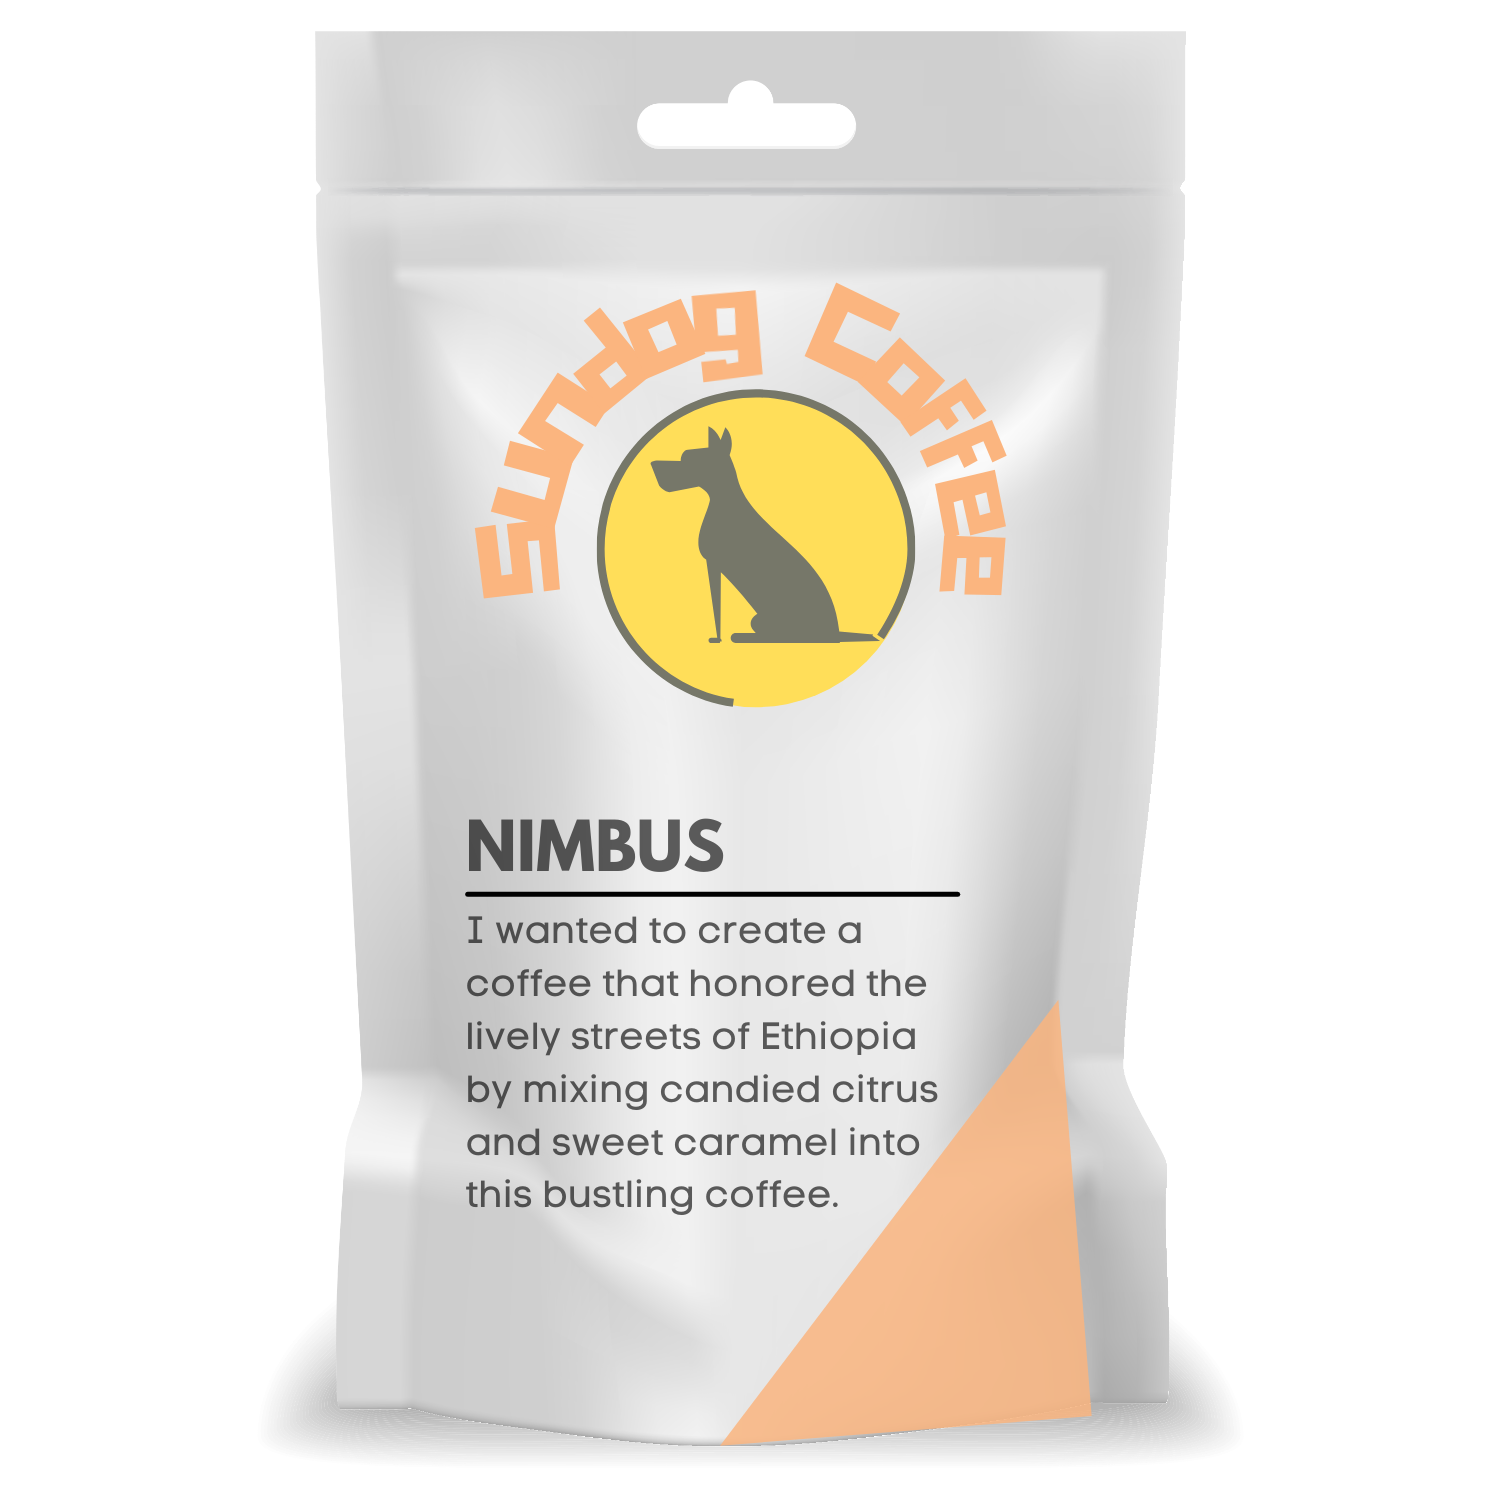 Sundog Coffee
NIMBUS
I wanted to create a
coffee that honored the
lively streets of Ethiopia
by mixing candied citrus
and sweet caramel into
this bustling coffee.